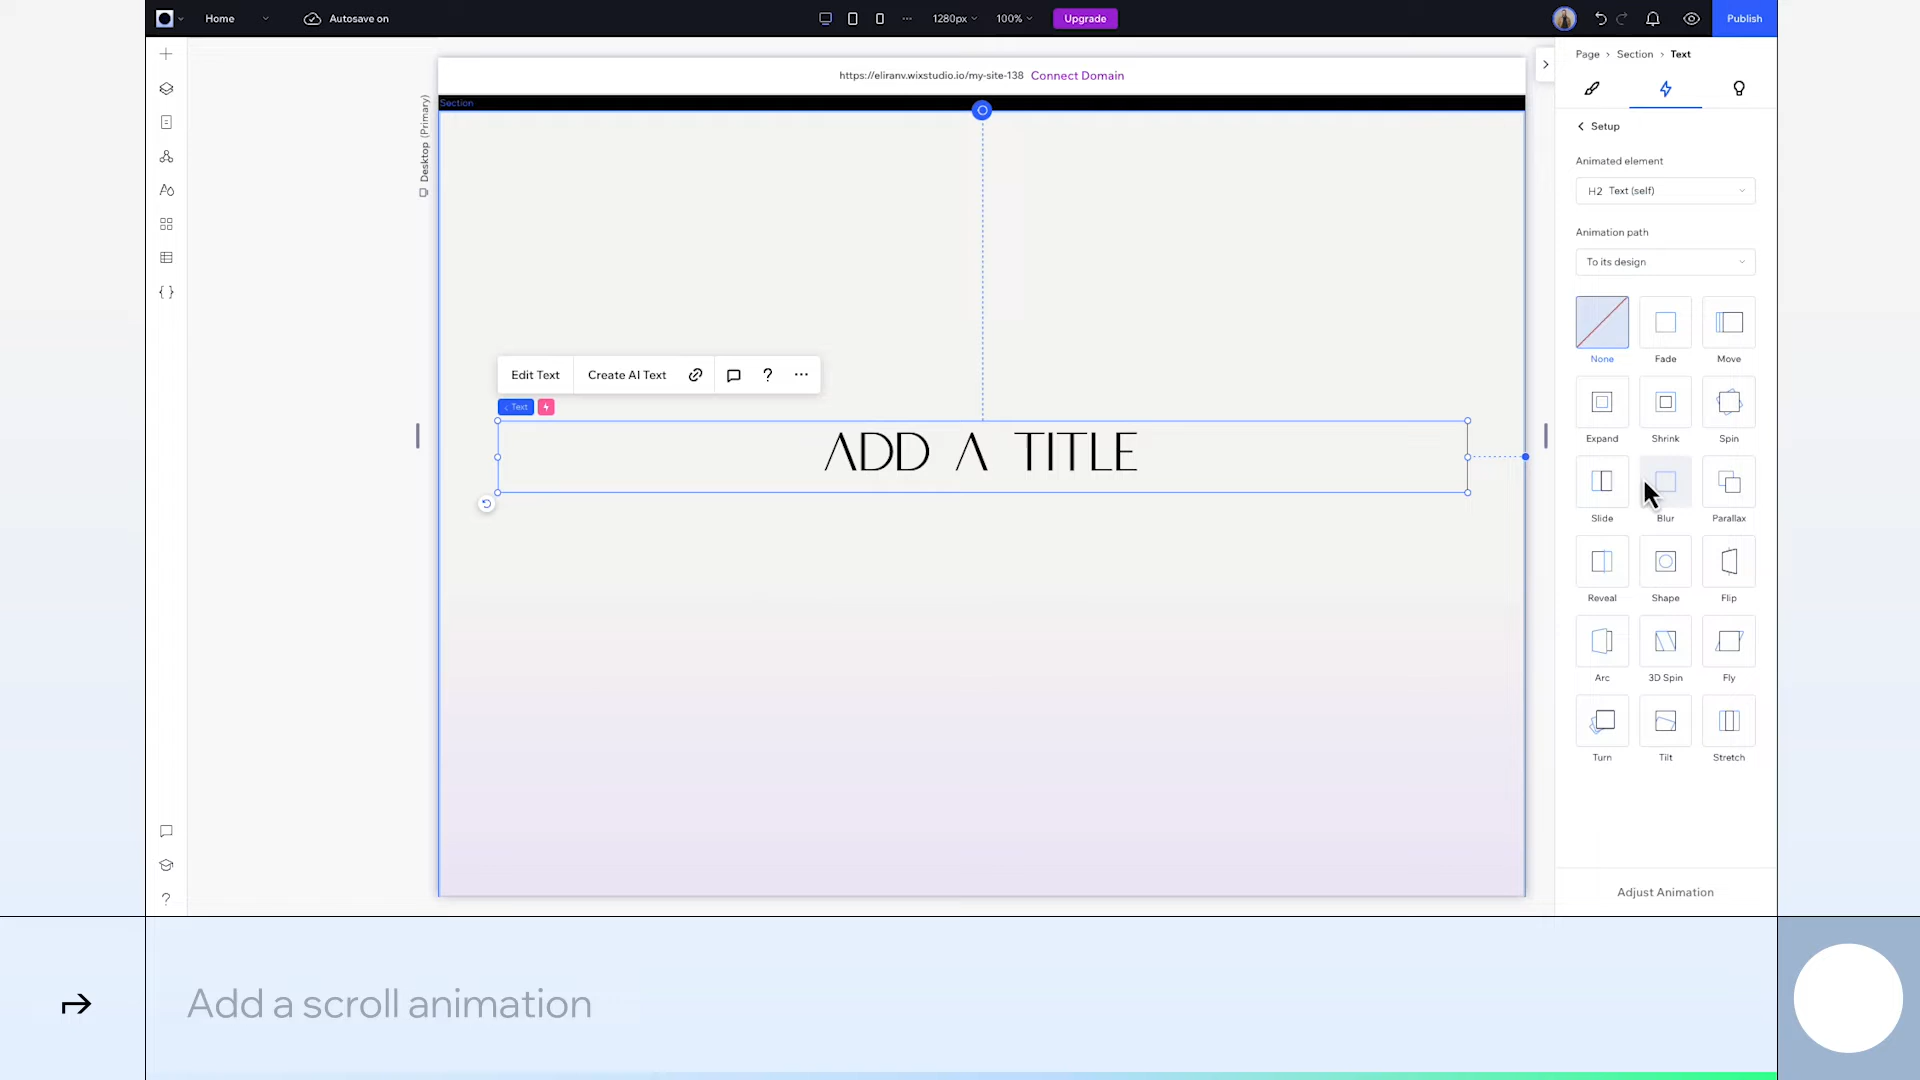 Home
Autosave on
1280px
100%
Upgrade
Publish
https://eliranv.wixstudio.io/my-site-138 Connect Domain
Section
Desktop (Primary)
Edit Text
Create AI Text
?
Text
ADD A TITLE
Page > Section > Text
Setup
Animated element
H2 Text (self)
Animation path
To its design
None
Fade
Move
Expand
Shrink
Spin
Slide
Blur
Parallax
Reveal
Shape
Flip
Arc
3D Spin
Fly
Turn
Tilt
Stretch
Adjust Animation
?
Add a scroll animation